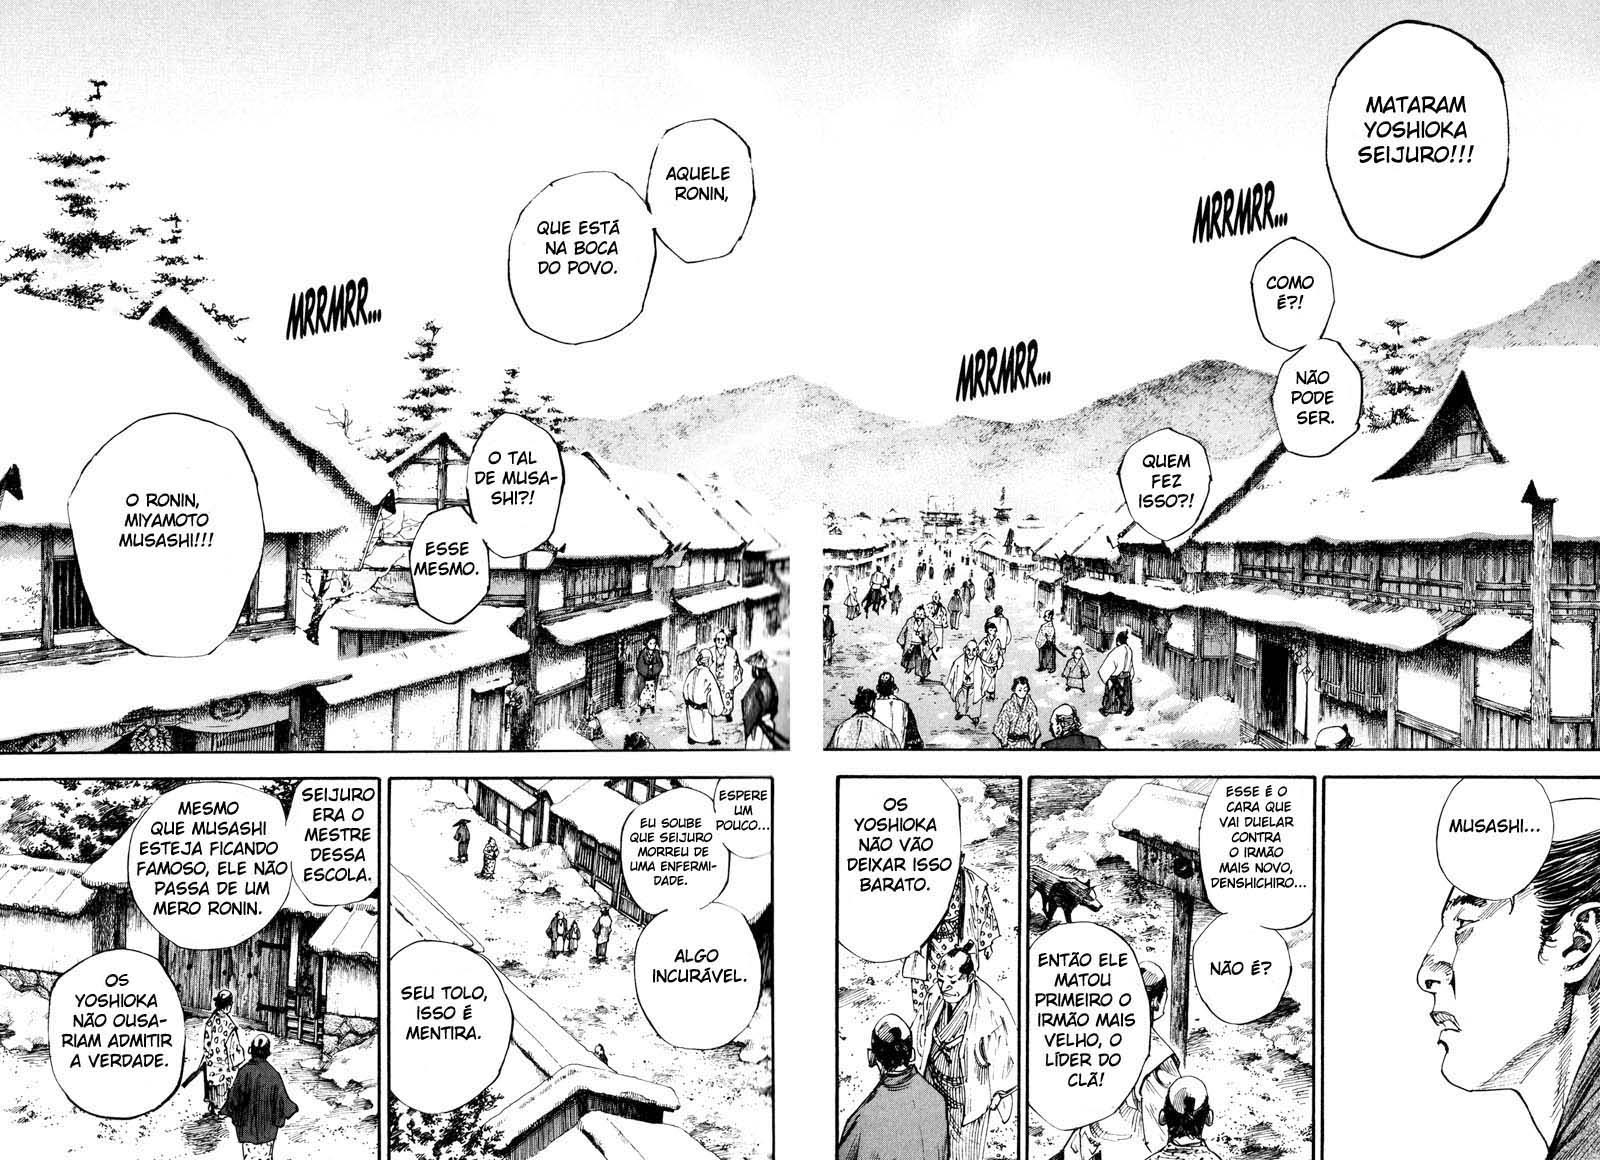 MATARAM
YOSHIOKA
SEIJURO!!!
MRRMRR...
COMO
É?!
NÃO
PODE
SER.
MRRMRR...
QUEM
FEZ
ISSO?!
AQUELE
RONIN,
QUE ESTÁ
NA BOCA
DO POVO.
MRRMRR...
O TAL
DE MUSA-
SHI?!
ESSE
MESMO.
O RONIN,
MIYAMOTO
MUSASHI!!!
MUSASHI...
ESSE É O
CARA QUE
VAI DUELAR
CONTRA
O IRMÃO
MAIS NOVO,
DENSHICHIRO...
NÃO É?
ENTÃO ELE
MATOU
PRIMEIRO O
IRMÃO MAIS
VELHO, O
LÍDER DO
CLÃ!
OS
YOSHIOKA
NÃO VÃO
DEIXAR ISSO
BARATO.
ESPERE
UM
POUCO...
EU SOUBE
QUE SEIJURO
MORREU DE
UMA ENFERMI-
DADE.
ALGO
INCURÁVEL.
SEU TOLO,
ISSO É
MENTIRA.
SEIJURO
ERA O
MESTRE
DESSA
ESCOLA.
MESMO
QUE MUSASHI
ESTEJA FICANDO
FAMOSO, ELE NÃO
PASSA DE UM
MERO RONIN.
OS
YOSHIOKA
NÃO OUSA-
RIAM ADMITIR
A VERDADE.